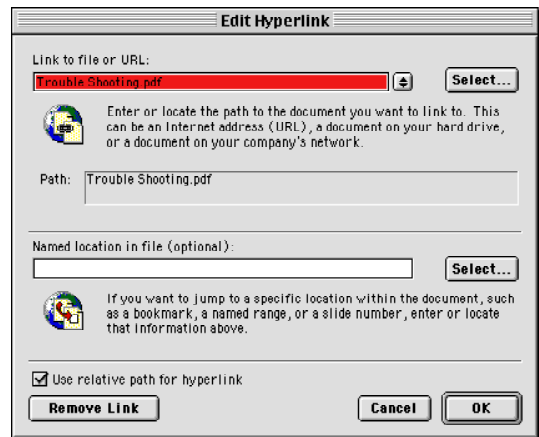 Edit Hyperlink
Link to file or URL:
Trouble Shooting.pdf
Select...
Enter or locate the path to the document you want to link to. This
can be an Internet address (URL), a document on your hard drive,
or a document on your company's network.
Path: Trouble Shooting.pdf
Named location in file (optional):
Select...
If you want to jump to a specific location within the document, such
as a bookmark, a named range, or a slide number, enter or locate
that information above.
Use relative path for hyperlink
Remove Link
Cancel
OK